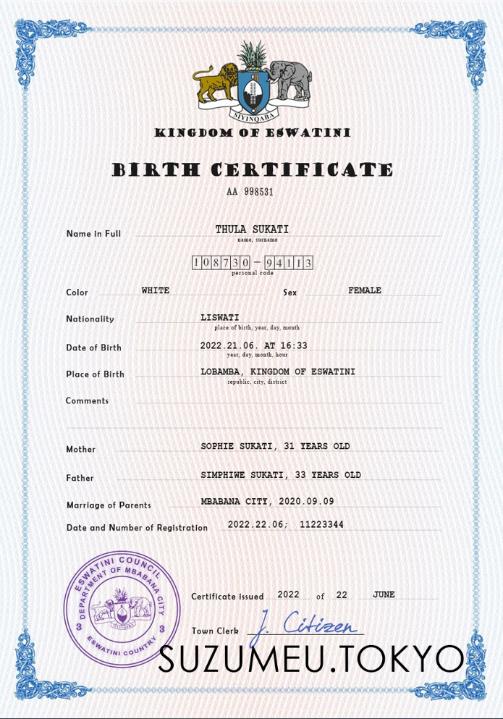 SIYINQABA
KINGDOM OF ESWATINI
BIRTH CERTIFICATE
AA 998531
Name in Full THULA SUKATI
name, surname
108730-94113
personal code
Color WHITE Sex FEMALE
Nationality LISWATI
place of birth, year, day, month
Date of Birth 2022.21.06. AT 16:33
year, day, month, hour
Place of Birth LOBAMBA, KINGDOM OF ESWATINI
republic, city, district
Comments
Mother SOPHIE SUKATI, 31 YEARS OLD
Father SIMPHIWE SUKATI, 33 YEARS OLD
Marriage of Parents MBABANA CITY, 2020.09.09
Date and Number of Registration 2022.22.06; 11223344
ESWATINI COUNCIL
DEPARTMENT OF MBABANA CITY
3 3
ESWATINI COUNTRY
Certificate issued 2022 of 22 JUNE
Town Clerk J. Citizen
SUZUMEU.TOKYO